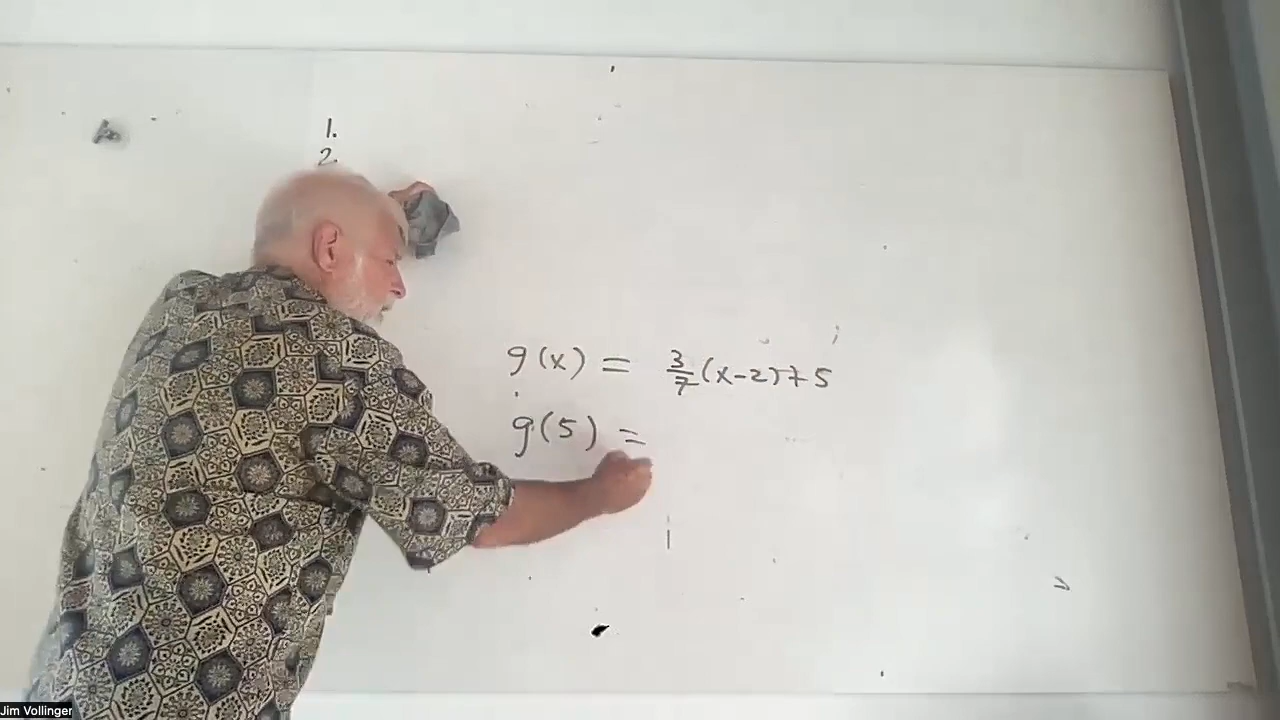 1.
2.
g(x) = 3/7(x-2)+5
g(5) =
Jim Vollinger